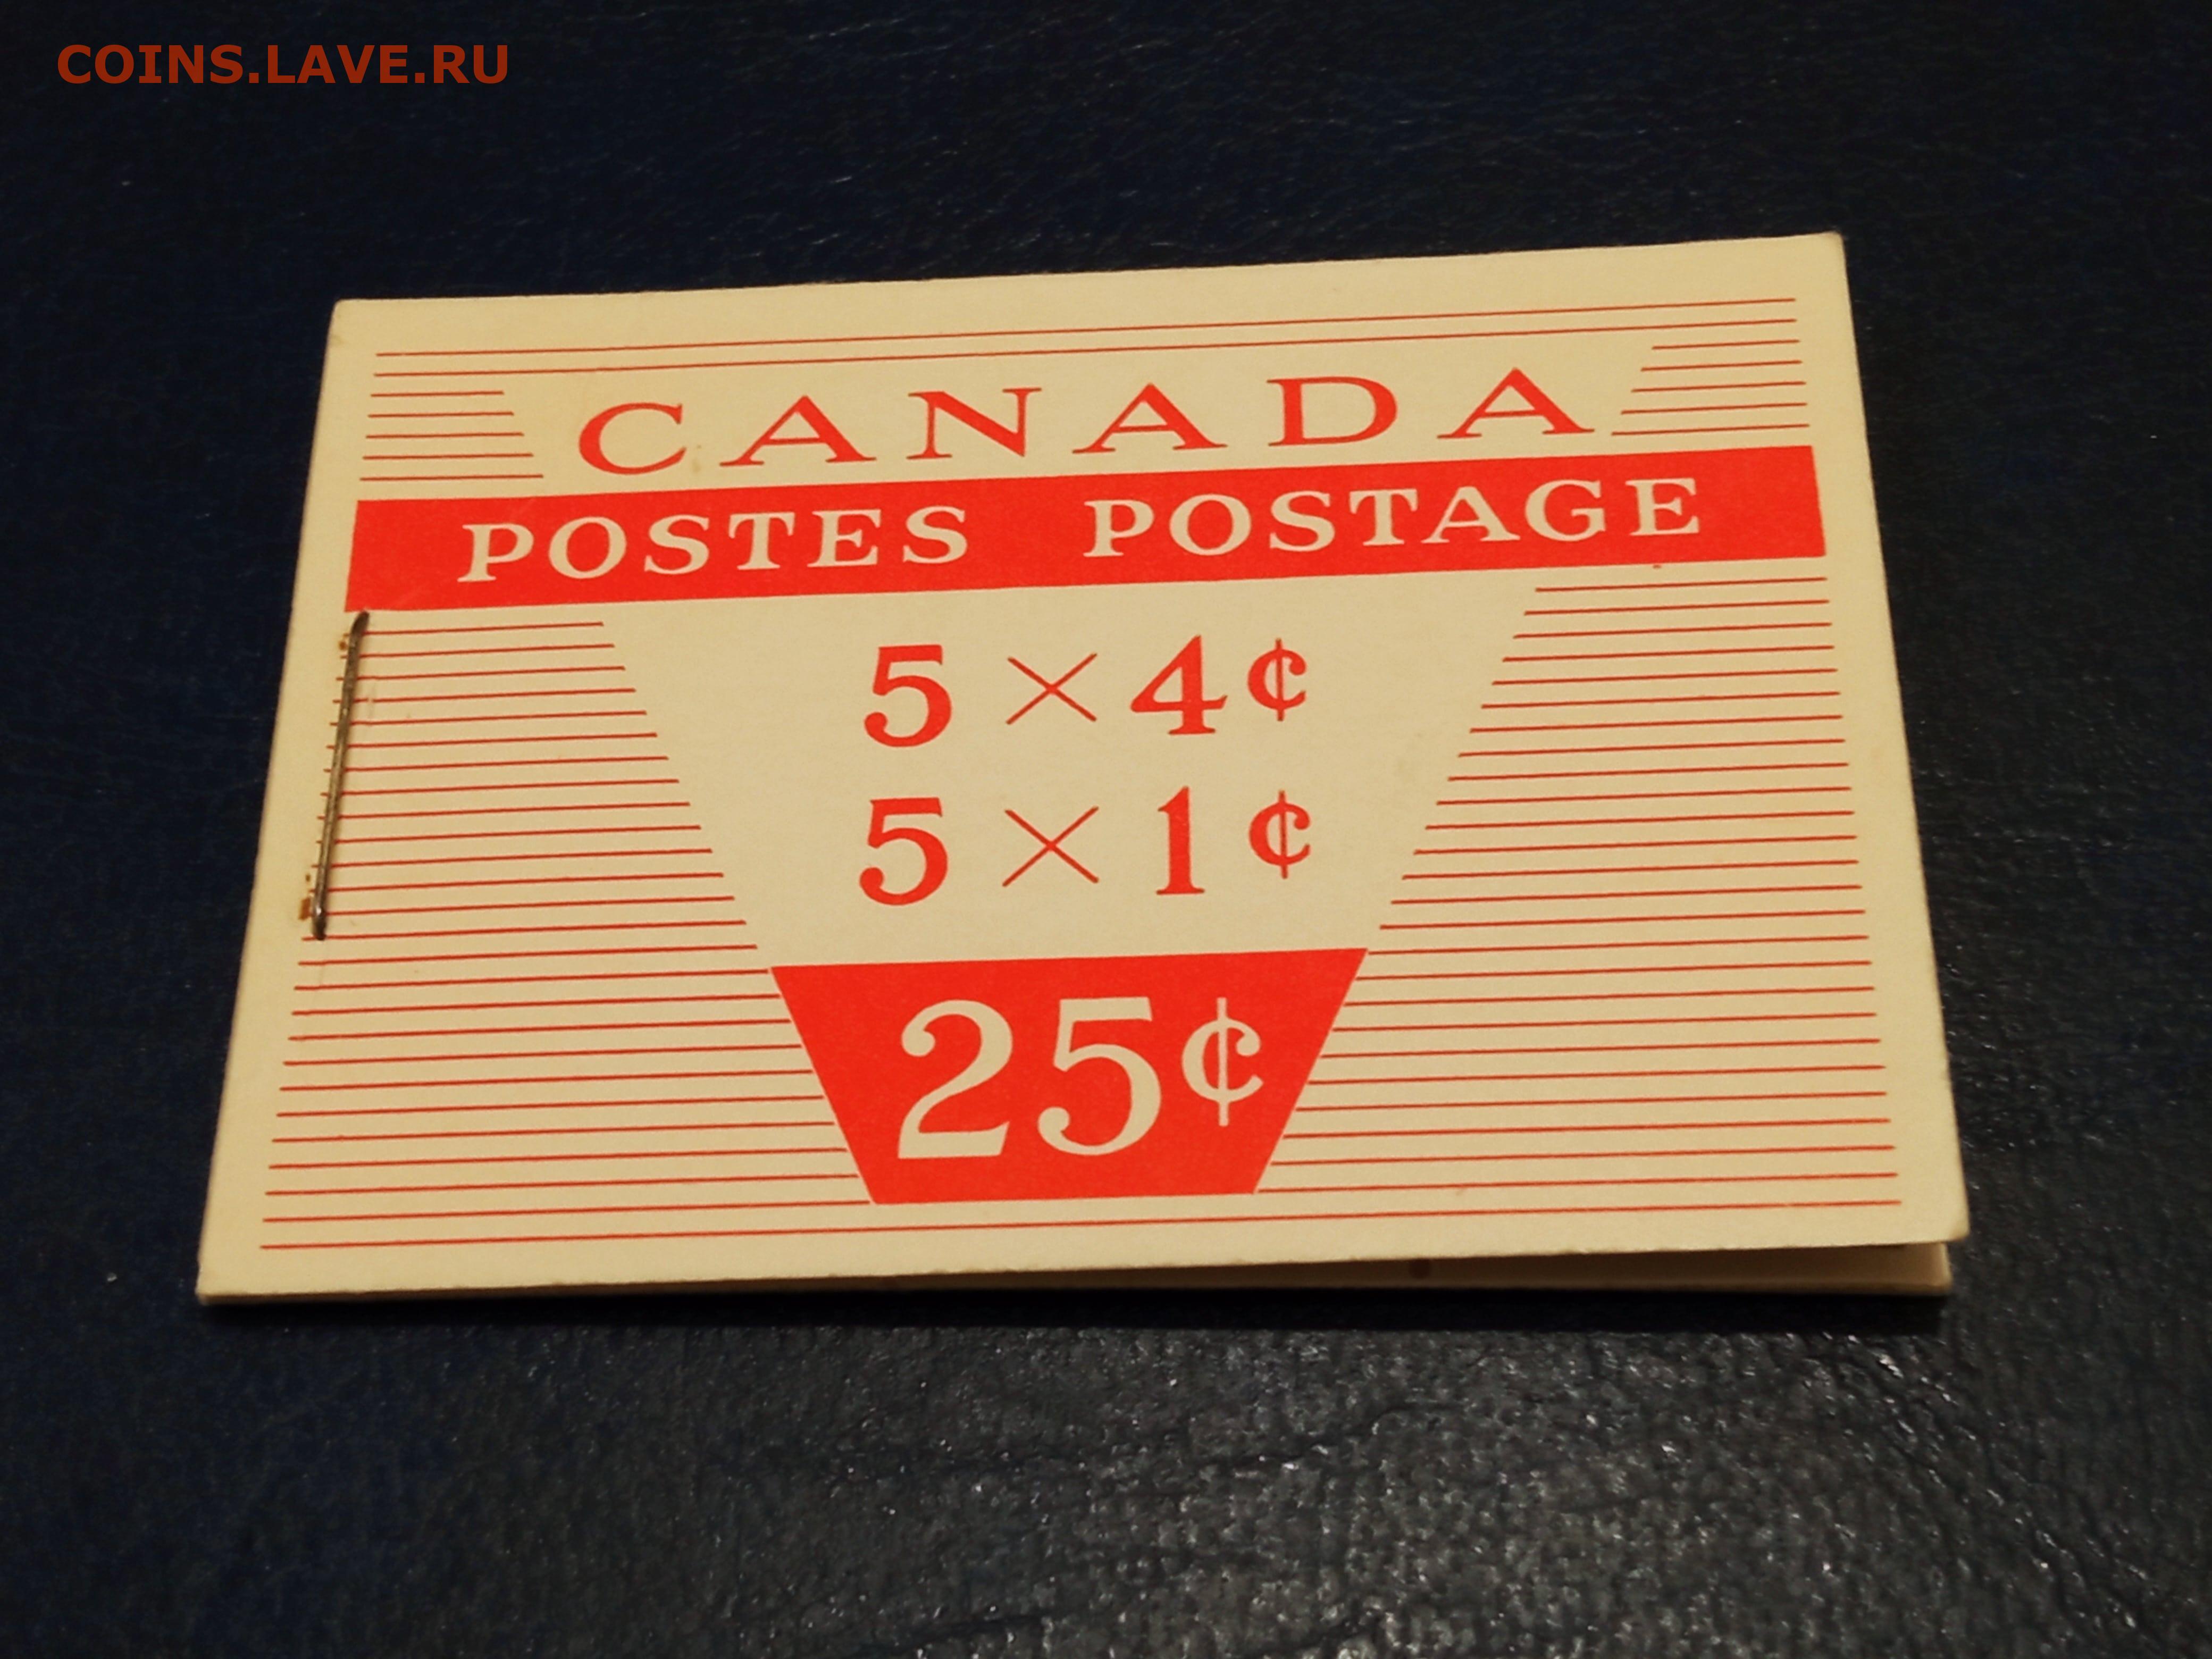 COINS.LAVE.RU
CANADA
POSTES POSTAGE
5 × 4¢
5 × 1¢
25¢